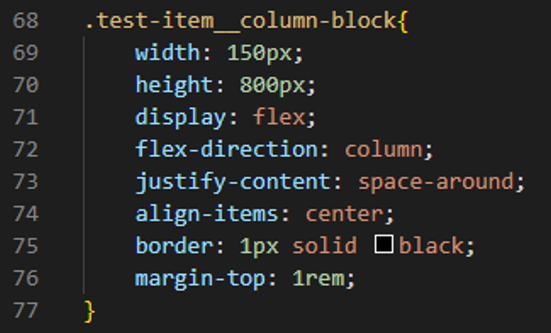 68 .test-item__column-block{
69 width: 150px;
70 height: 800px;
71 display: flex;
72 flex-direction: column;
73 justify-content: space-around;
74 align-items: center;
75 border: 1px solid black;
76 margin-top: 1rem;
77 }